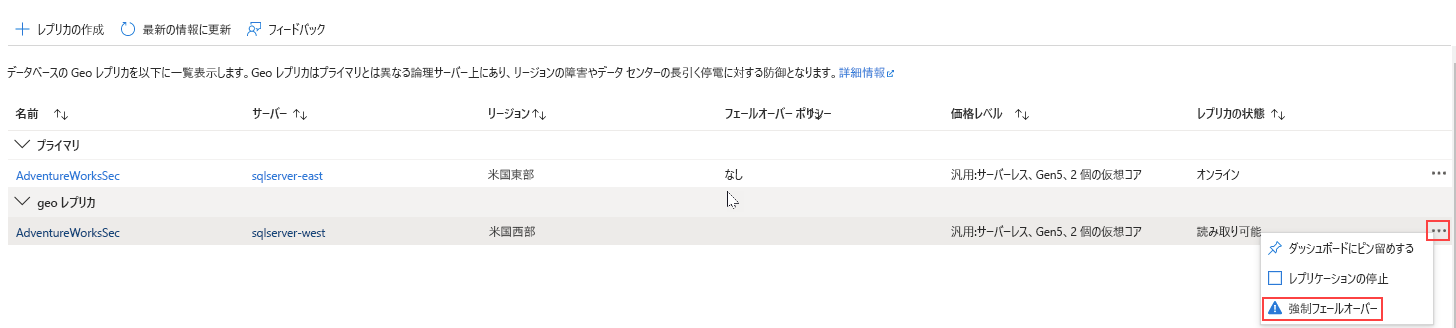 レプリカの作成 最新の情報に更新 フィードバック
データベースの Geo レプリカを以下に一覧表示します。Geo レプリカはプライマリとは異なる論理サーバー上にあり、リージョンの障害やデータ センターの長引く停電に対する防御となります。詳細情報
名前 サーバー リージョン フェールオーバー ポリシー 価格レベル レプリカの状態
プライマリ
AdventureWorksSec sqlserver-east 米国東部 なし 汎用:サーバーレス、Gen5、2 個の仮想コア オンライン
geo レプリカ
AdventureWorksSec sqlserver-west 米国西部 汎用:サーバーレス、Gen5、2 個の仮想コア 読み取り可能
ダッシュボードにピン留めする
レプリケーションの停止
強制フェールオーバー